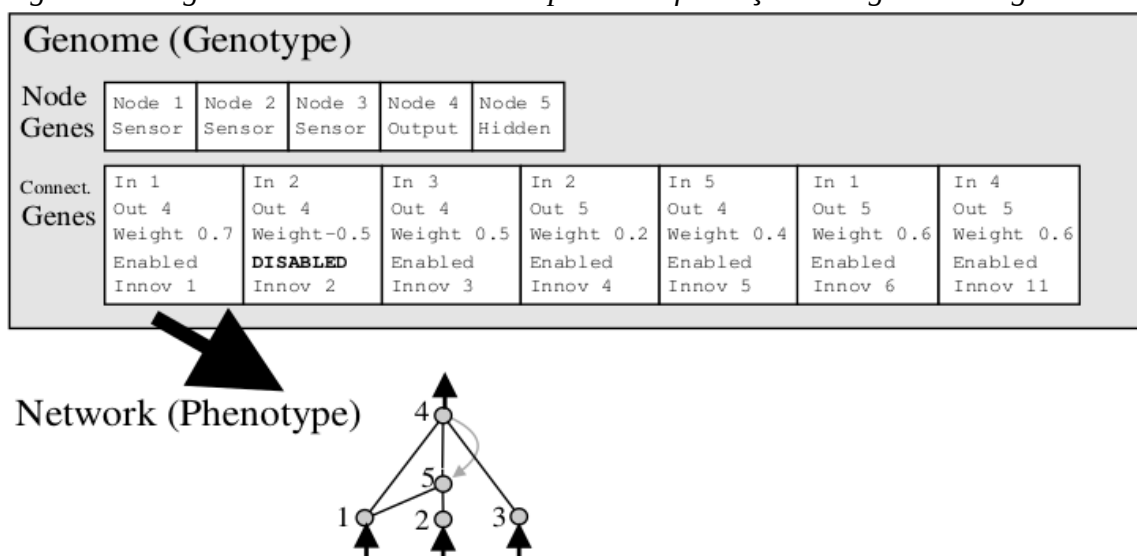 Genome (Genotype)
Node Genes
Node 1 Node 2 Node 3 Node 4 Node 5
Sensor Sensor Sensor Output Hidden
Connect. Genes
In 1 In 2 In 3 In 2 In 5 In 1 In 4
Out 4 Out 4 Out 4 Out 5 Out 4 Out 5 Out 5
Weight 0.7 Weight-0.5 Weight 0.5 Weight 0.2 Weight 0.4 Weight 0.6 Weight 0.6
Enabled DISABLED Enabled Enabled Enabled Enabled Enabled
Innov 1 Innov 2 Innov 3 Innov 4 Innov 5 Innov 6 Innov 11
Network (Phenotype)
4
5
1 2 3